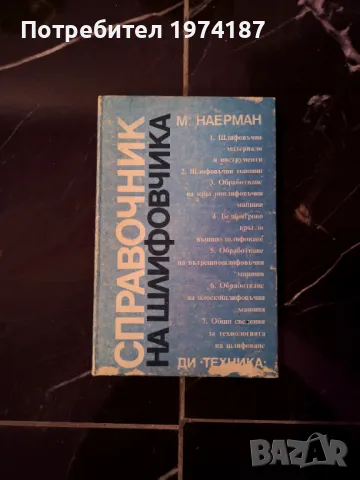 Потребител 1974187
СПРАВОЧНИК
НА ШЛИФОВЧИКА
М. НАЕРМАН
1. Шлифовъчни
материали
и инструменти
2. Шлифовъчни машини
3. Обработване
на кръглошлифовъчни
машини
4. Безцентрово
кръгло
външно шлифоване
5. Обработване
на вътрешношлифовъчни
машини
6. Обработване
на плоскошлифовъчни
машини
7. Общи сведения
за технологията
на шлифоване
ДИ "ТЕХНИКА"
BAZAR